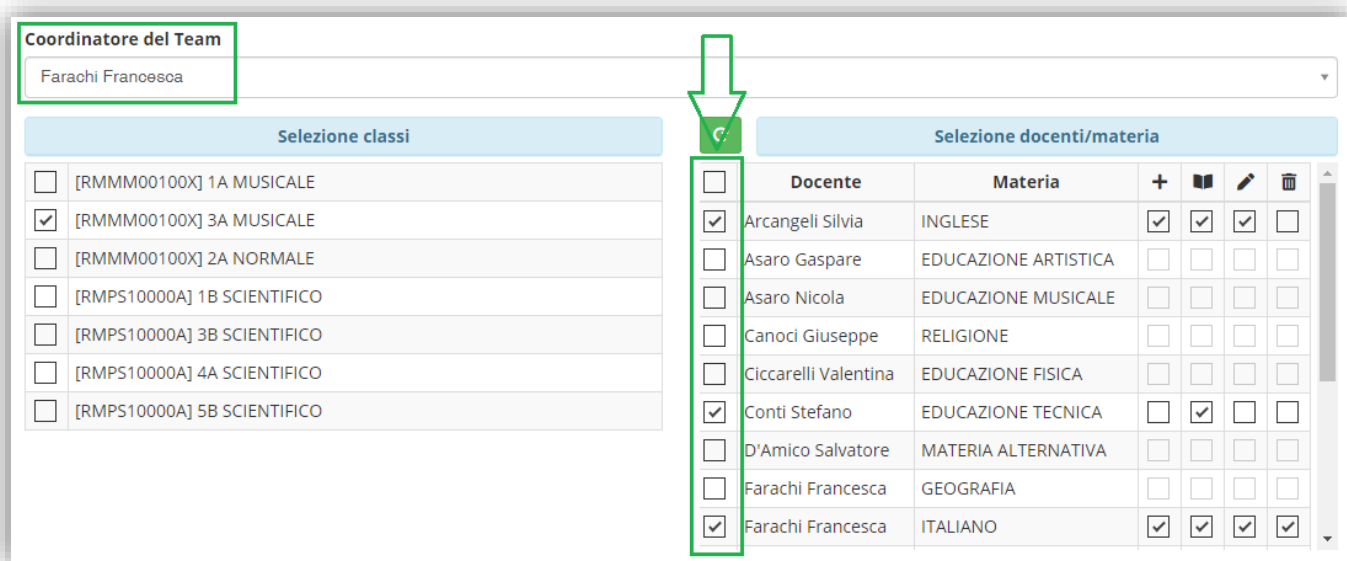 Coordinatore del Team
Farachi Francesca
Selezione classi
[RMMM00100X] 1A MUSICALE
[RMMM00100X] 3A MUSICALE
[RMMM00100X] 2A NORMALE
[RMPS10000A] 1B SCIENTIFICO
[RMPS10000A] 3B SCIENTIFICO
[RMPS10000A] 4A SCIENTIFICO
[RMPS10000A] 5B SCIENTIFICO
Selezione docenti/materia
Docente Materia
Arcangeli Silvia INGLESE
Asaro Gaspare EDUCAZIONE ARTISTICA
Asaro Nicola EDUCAZIONE MUSICALE
Canoci Giuseppe RELIGIONE
Ciccarelli Valentina EDUCAZIONE FISICA
Conti Stefano EDUCAZIONE TECNICA
D'Amico Salvatore MATERIA ALTERNATIVA
Farachi Francesca GEOGRAFIA
Farachi Francesca ITALIANO